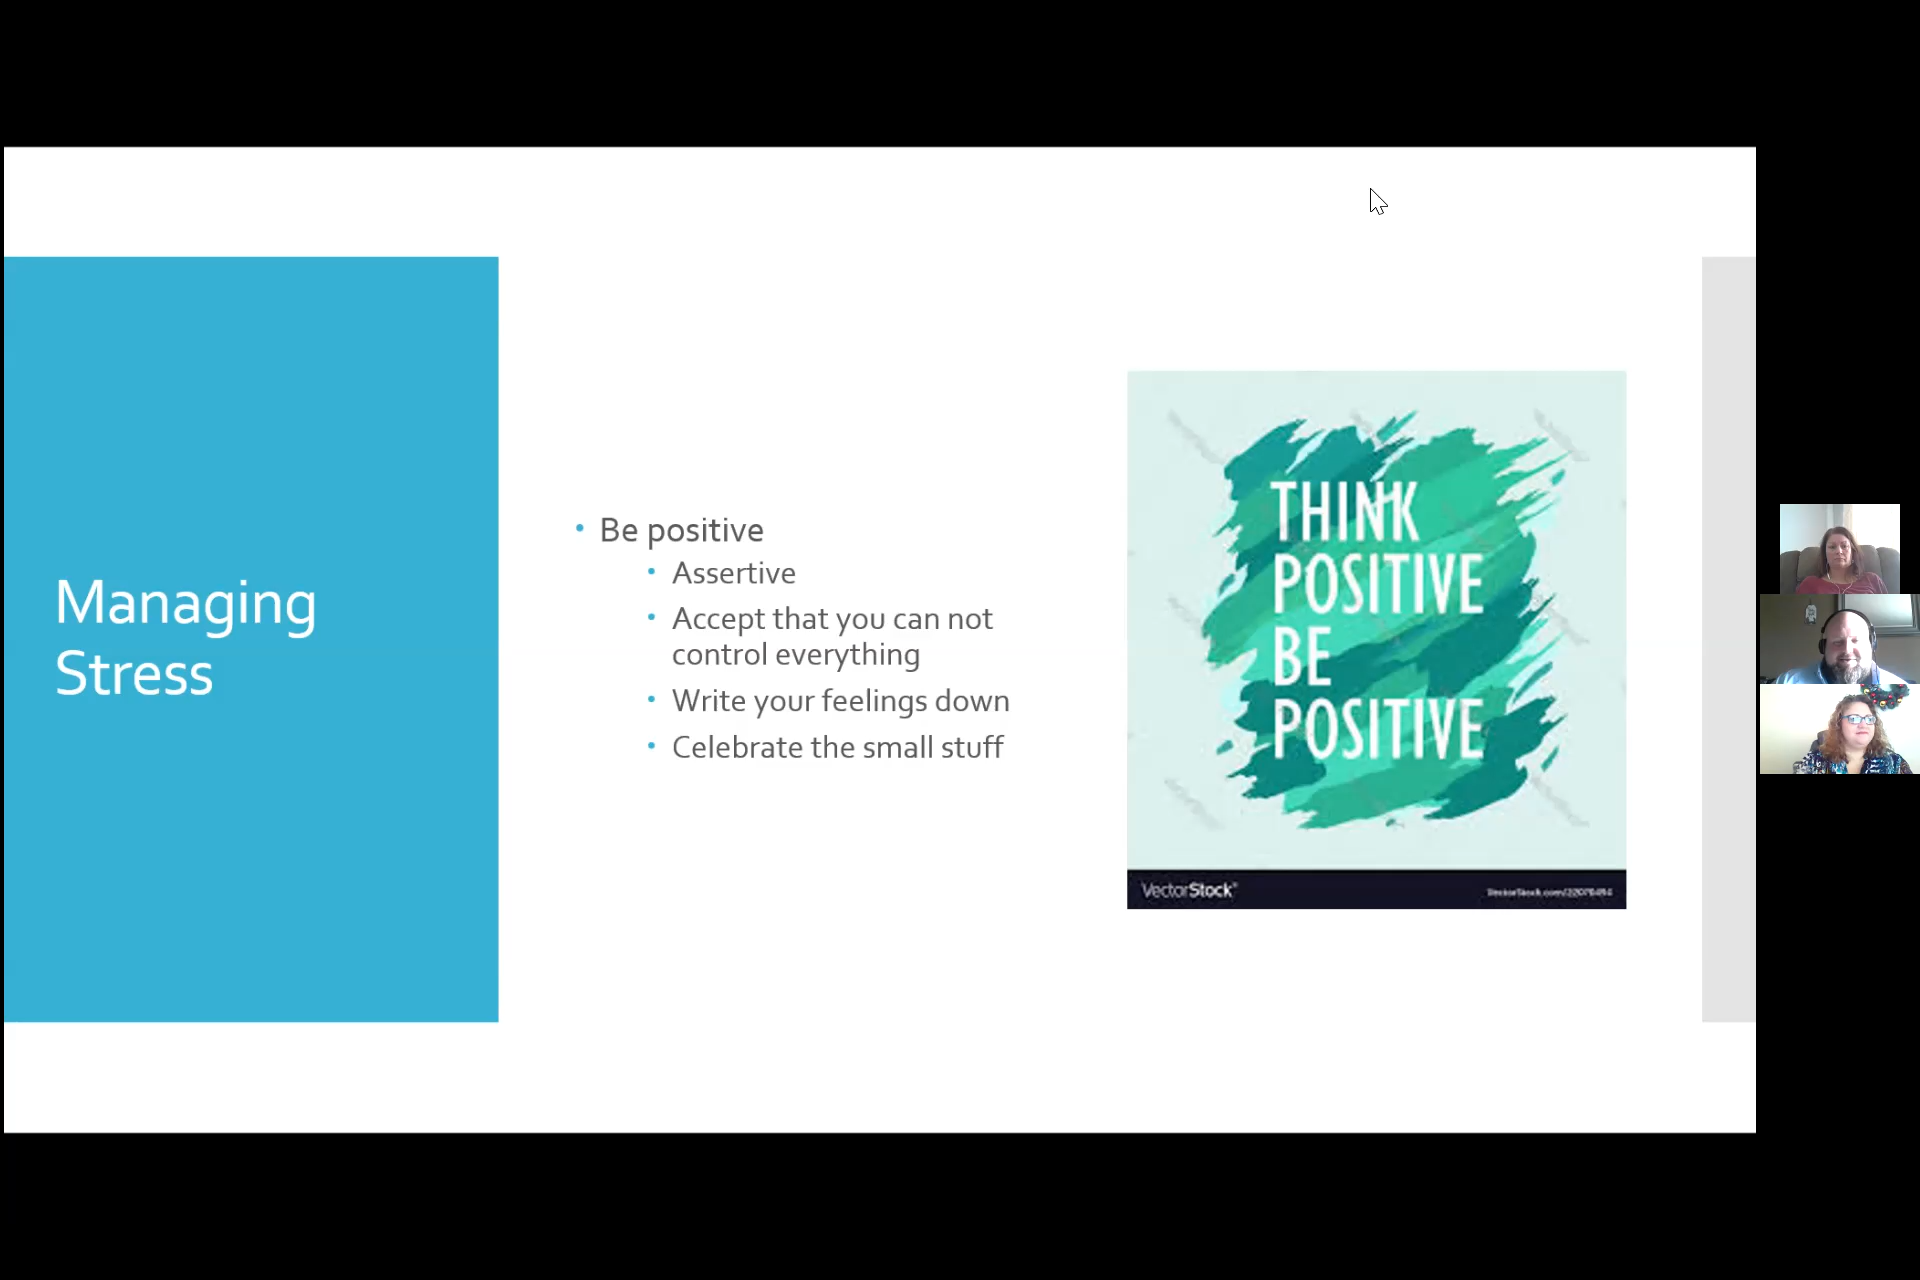 Managing
Stress
Be positive
Assertive
Accept that you can not
control everything
Write your feelings down
Celebrate the small stuff
THINK
POSITIVE
BE
POSITIVE
VectorStock®